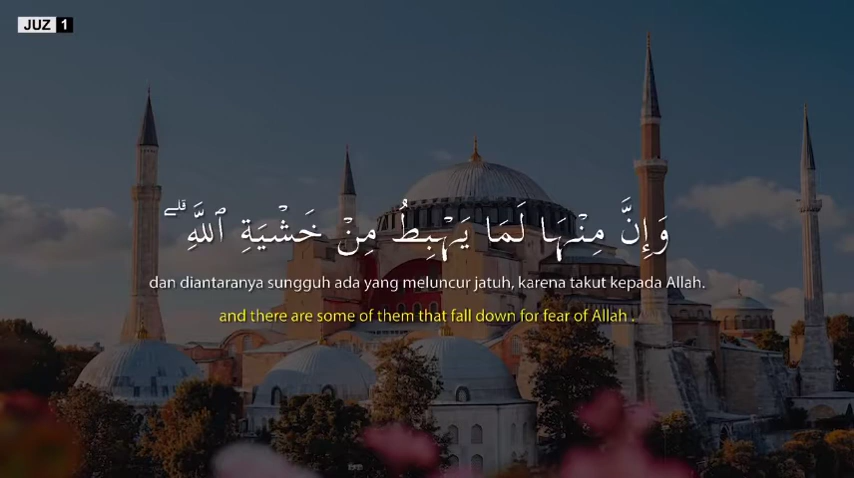 JUZ 1
وَإِنَّ مِنْهَا لَمَا يَهْبِطُ مِنْ خَشْيَةِ ٱللَّهِ ۗ
dan diantaranya sungguh ada yang meluncur jatuh, karena takut kepada Allah.
and there are some of them that fall down for fear of Allah .